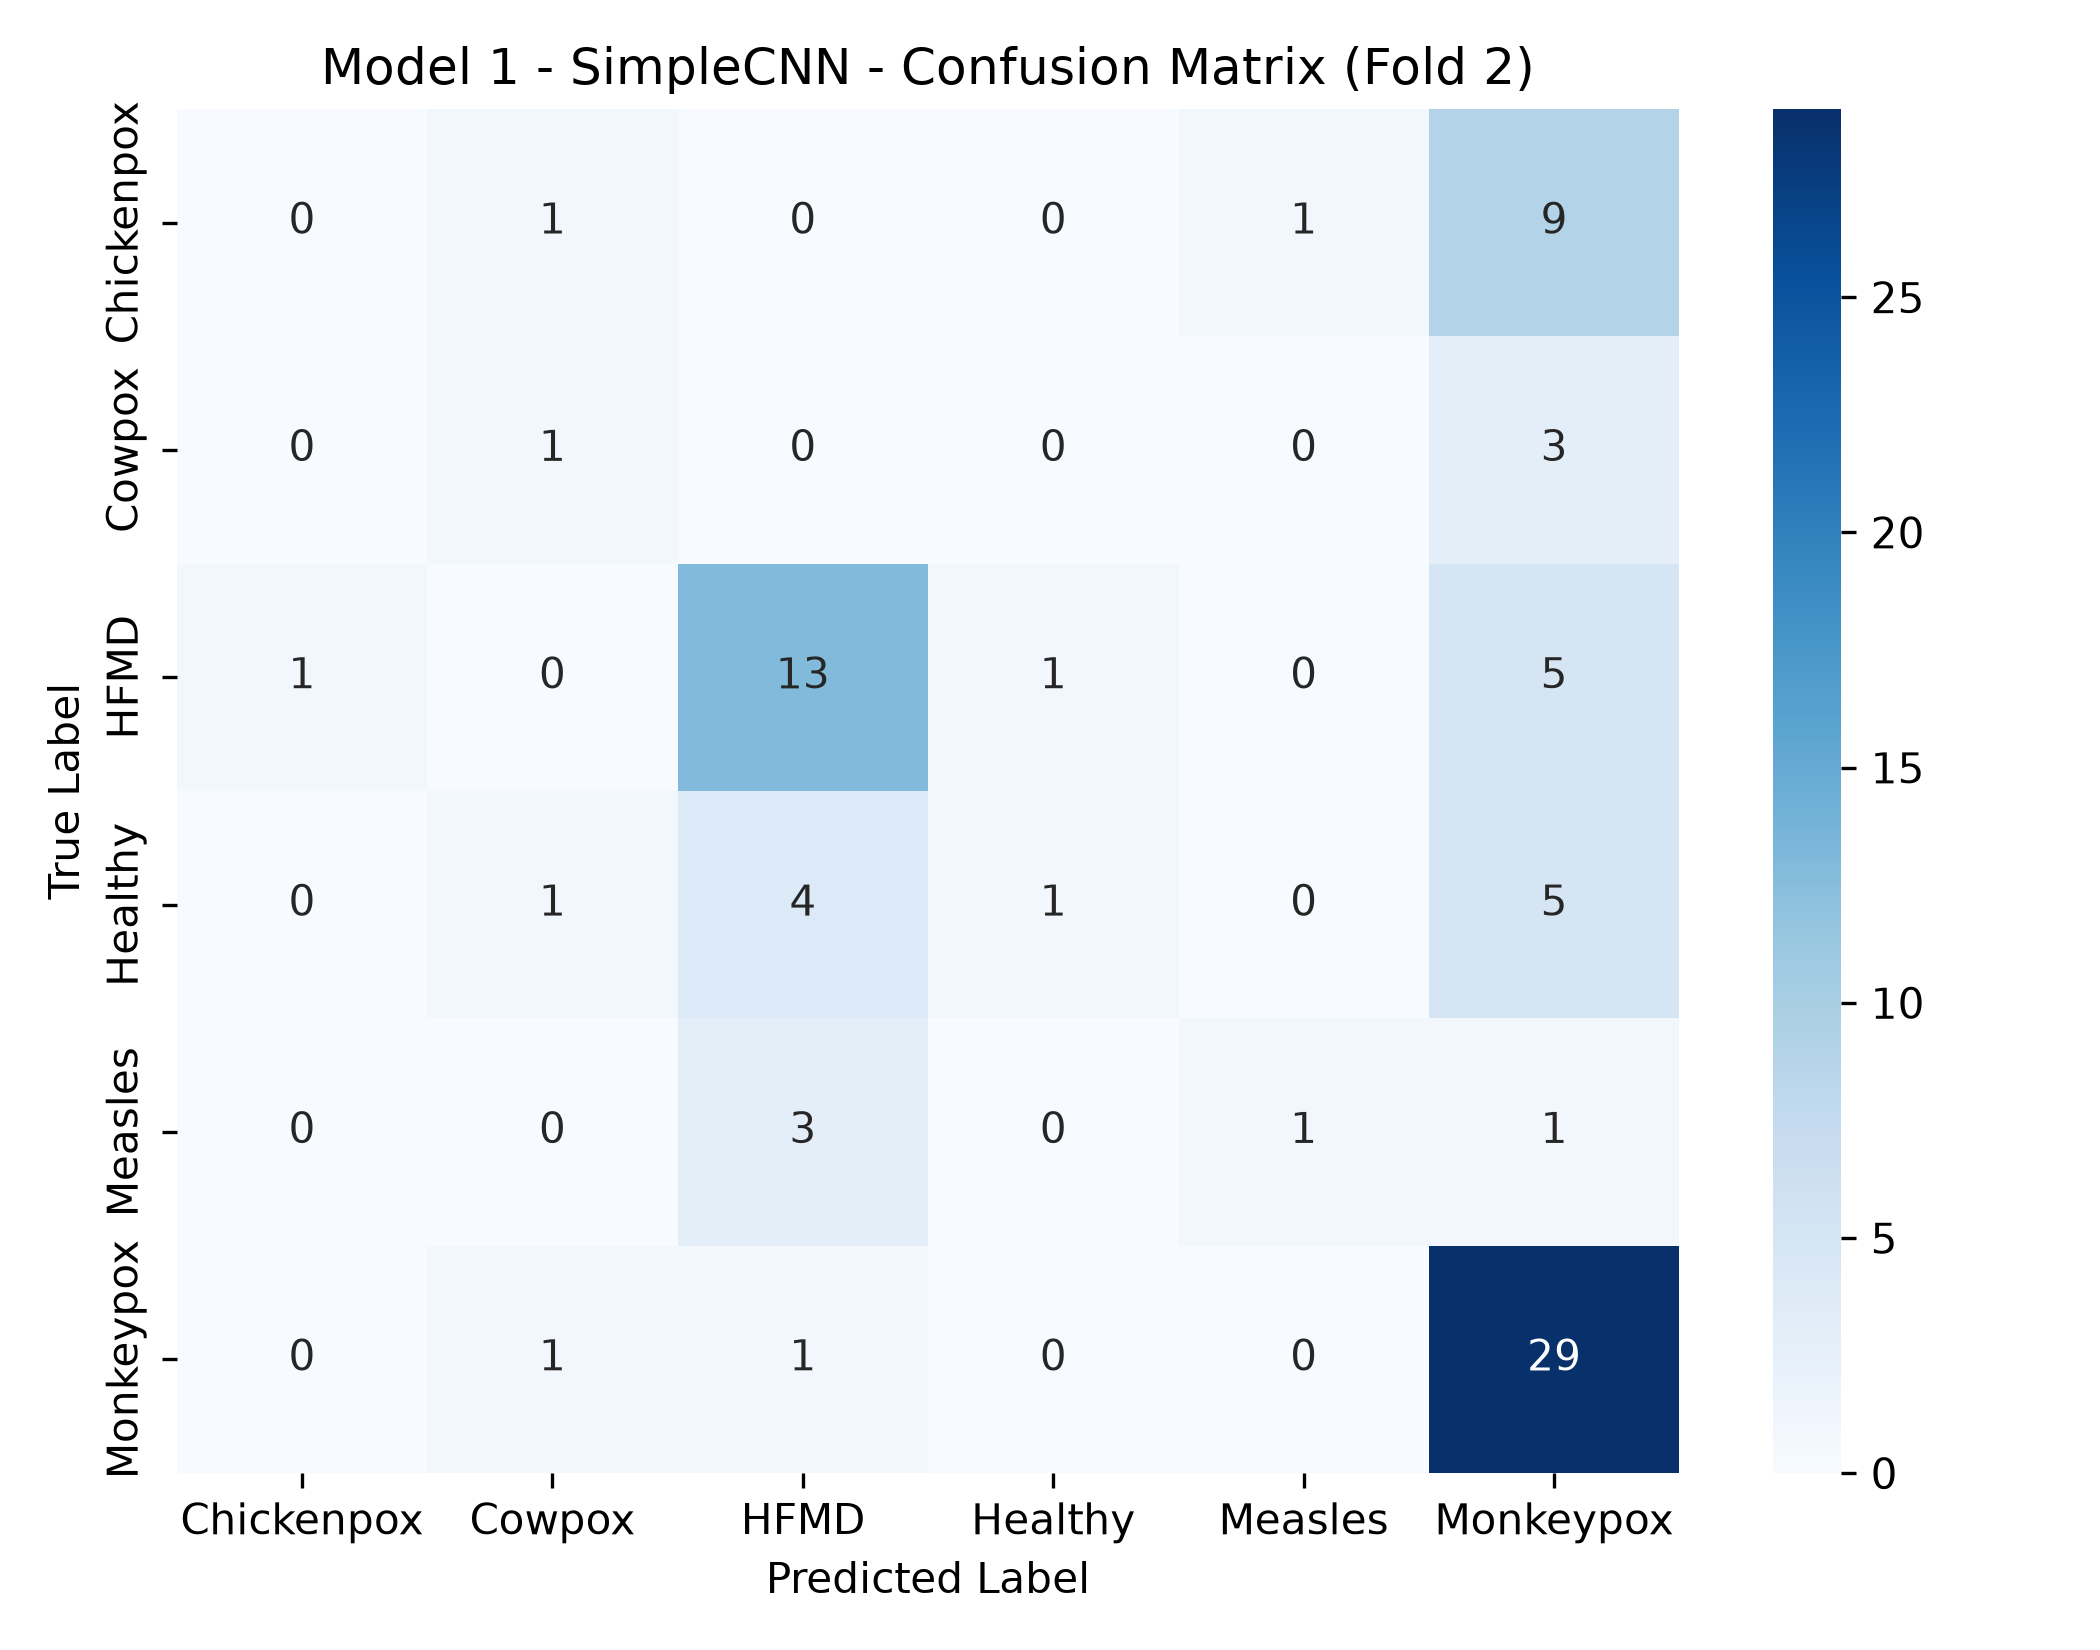 Model 1 - SimpleCNN - Confusion Matrix (Fold 2)
True Label
Chickenpox 0 1 0 0 1 9
Cowpox 0 1 0 0 0 3
HFMD 1 0 13 1 0 5
Healthy 0 1 4 1 0 5
Measles 0 0 3 0 1 1
Monkeypox 0 1 1 0 0 29
Chickenpox Cowpox HFMD Healthy Measles Monkeypox
Predicted Label
25
20
15
10
5
0